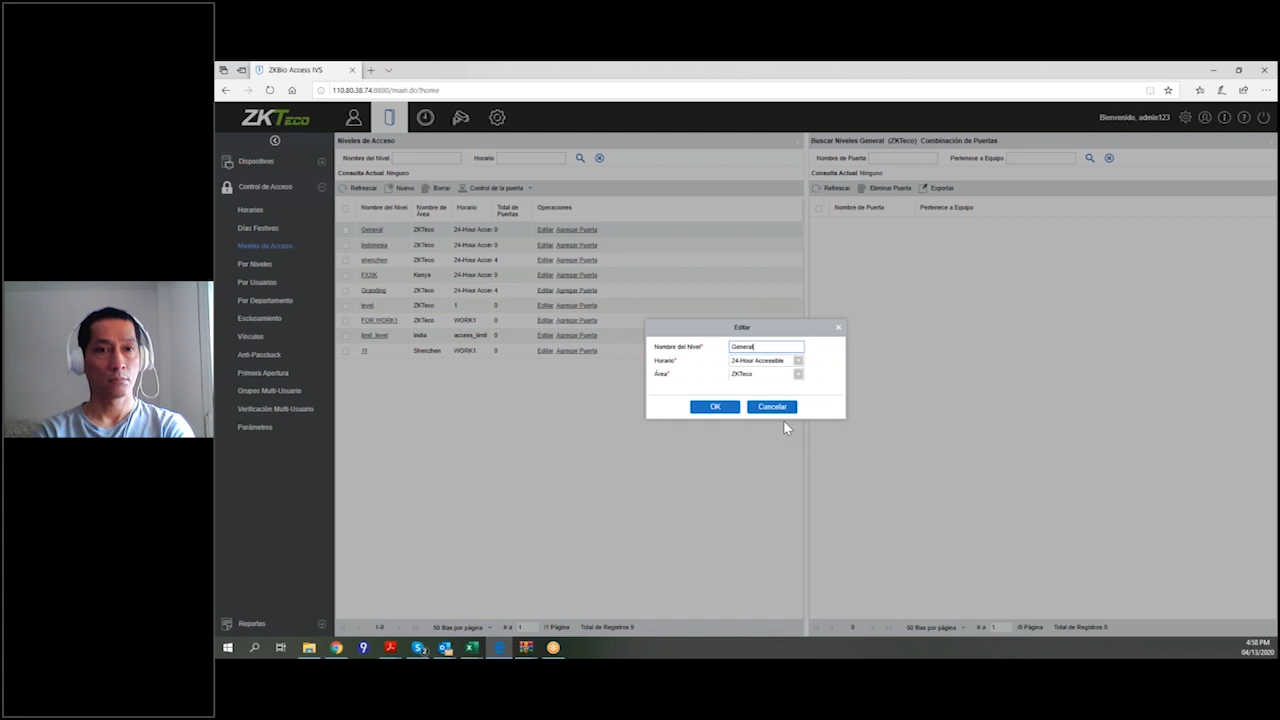 ZKBio Access IVS
110.80.38.74:8880/main.do?home
ZKTeco
Bienvenido, admin123
Dispositivos
Control de Acceso
Horarios
Días Festivos
Niveles de Acceso
Por Niveles
Por Usuarios
Por Departamento
Esclusamiento
Vínculos
Anti-Passback
Primera Apertura
Grupos Multi-Usuario
Verificación Multi-Usuario
Parámetros
Reportes
Niveles de Acceso
Nombre del Nivel Horario
Consulta Actual Ninguno
Refrescar Nuevo Borrar Control de la puerta
Nombre del Nivel Nombre de Área Horario Total de Puertas Operaciones
General ZKTeco 24-Hour Acces 0 Editar Agregar Puerta
Indonesia ZKTeco 24-Hour Acces 0 Editar Agregar Puerta
shenzhen ZKTeco 24-Hour Acces 4 Editar Agregar Puerta
FXXK Kenya 24-Hour Acces 0 Editar Agregar Puerta
Granding ZKTeco 24-Hour Acces 4 Editar Agregar Puerta
level ZKTeco 1 0 Editar Agregar Puerta
FOR WORK1 ZKTeco WORK1 0 Editar Agregar Puerta
limit_level India access_limit 0 Editar Agregar Puerta
11 Shenzhen WORK1 0 Editar Agregar Puerta
1-9 50 filas por página Ir a 1 /1 Página Total de Registros 9
Buscar Niveles General (ZKTeco) Combinación de Puertas
Nombre de Puerta Pertenece a Equipo
Consulta Actual Ninguno
Refrescar Eliminar Puerta Exportar
Nombre de Puerta Pertenece a Equipo
0 50 filas por página Ir a 1 /0 Página Total de Registros 0
Editar
Nombre del Nivel* General
Horario* 24-Hour Accessible
Área* ZKTeco
OK Cancelar
4:58 PM
04/13/2020